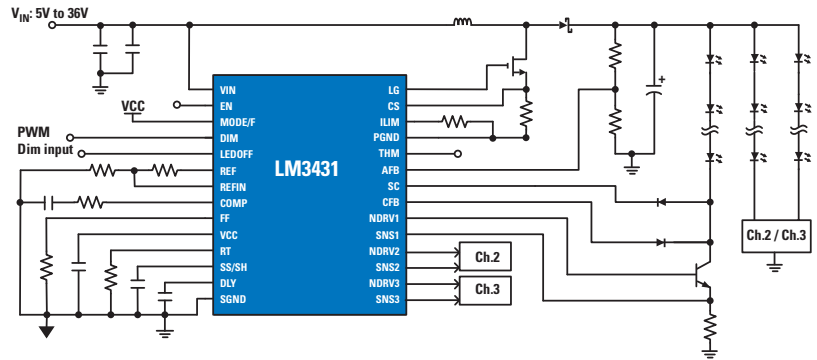 VIN: 5V to 36V
VCC
PWM
Dim input
LM3431
VIN
EN
MODE/F
DIM
LEDOFF
REF
REFIN
COMP
FF
VCC
RT
SS/SH
DLY
SGND
LG
CS
ILIM
PGND
THM
AFB
SC
CFB
NDRV1
SNS1
NDRV2
SNS2
NDRV3
SNS3
Ch.2
Ch.3
+
Ch.2 / Ch.3